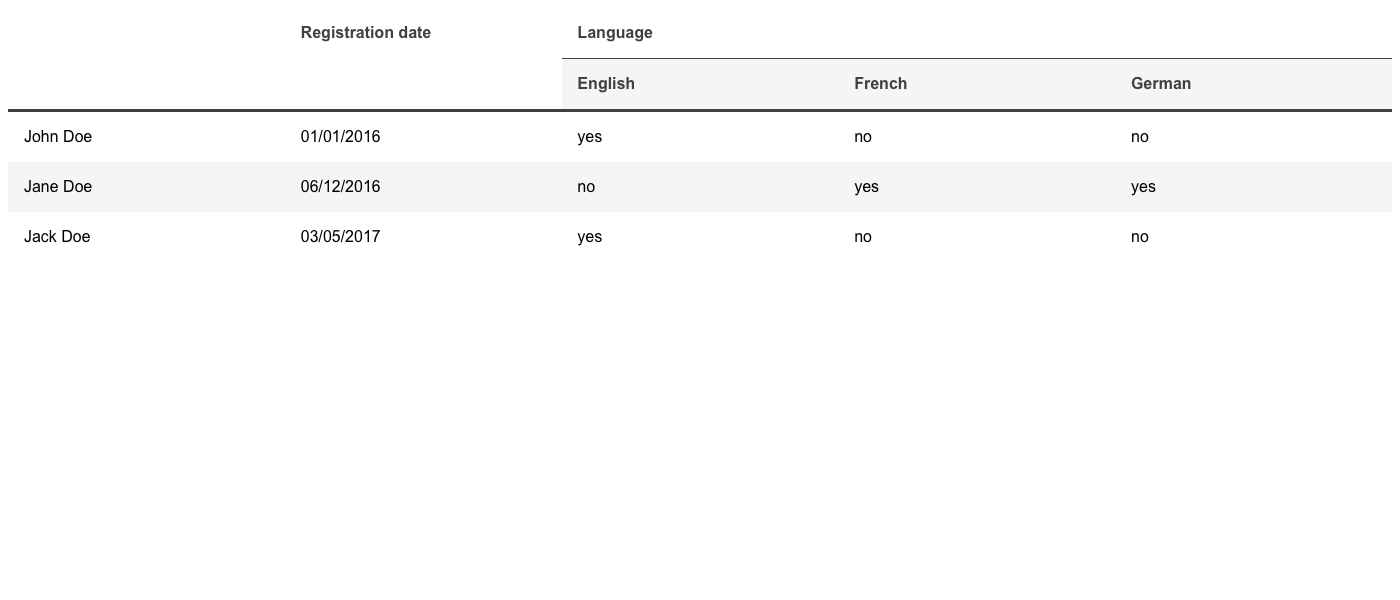 Registration date Language
English French German
John Doe 01/01/2016 yes no no
Jane Doe 06/12/2016 no yes yes
Jack Doe 03/05/2017 yes no no